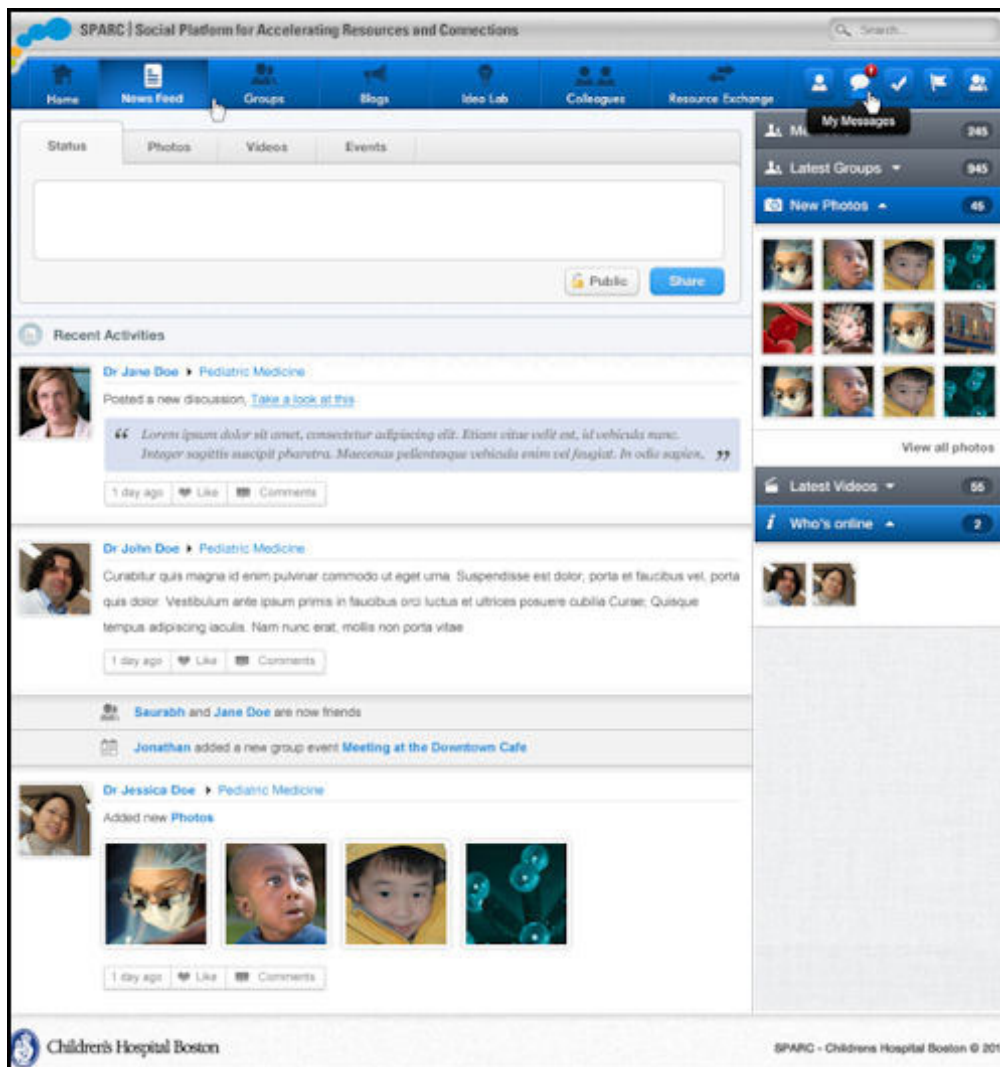 SPARC | Social Platform for Accelerating Resources and Connections
Search...
Home News Feed Groups Blogs Idea Lab Colleagues Resource Exchange
1
My Messages
245
Status Photos Videos Events
Latest Groups 945
New Photos 45
Public Share
Recent Activities
Dr Jane Doe Pediatric Medicine
Posted a new discussion, Take a look at this
“ Lorem ipsum dolor sit amet, consectetur adipiscing elit. Etiam vitae velit est, id vehicula nunc.
Integer sagittis suscipit pharetra. Maecenas pellentesque vehicula enim vel feugiat. In odio sapien, ”
1 day ago Like Comments
View all photos
Latest Videos 55
Who's online 2
Dr John Doe Pediatric Medicine
Curabitur quis magna id enim pulvinar commodo ut eget urna. Suspendisse est dolor, porta et faucibus vel, porta
quis dolor. Vestibulum ante ipsum primis in faucibus orci luctus et ultrices posuere cubilia Curae; Quisque
tempus adipiscing iaculis. Nam nunc erat, mollis non porta vitae
1 day ago Like Comments
Saurabh and Jane Doe are now friends
Jonathan added a new group event Meeting at the Downtown Cafe
Dr Jessica Doe Pediatric Medicine
Added new Photos
1 day ago Like Comments
Children's Hospital Boston
SPARC - Childrens Hospital Boston © 201